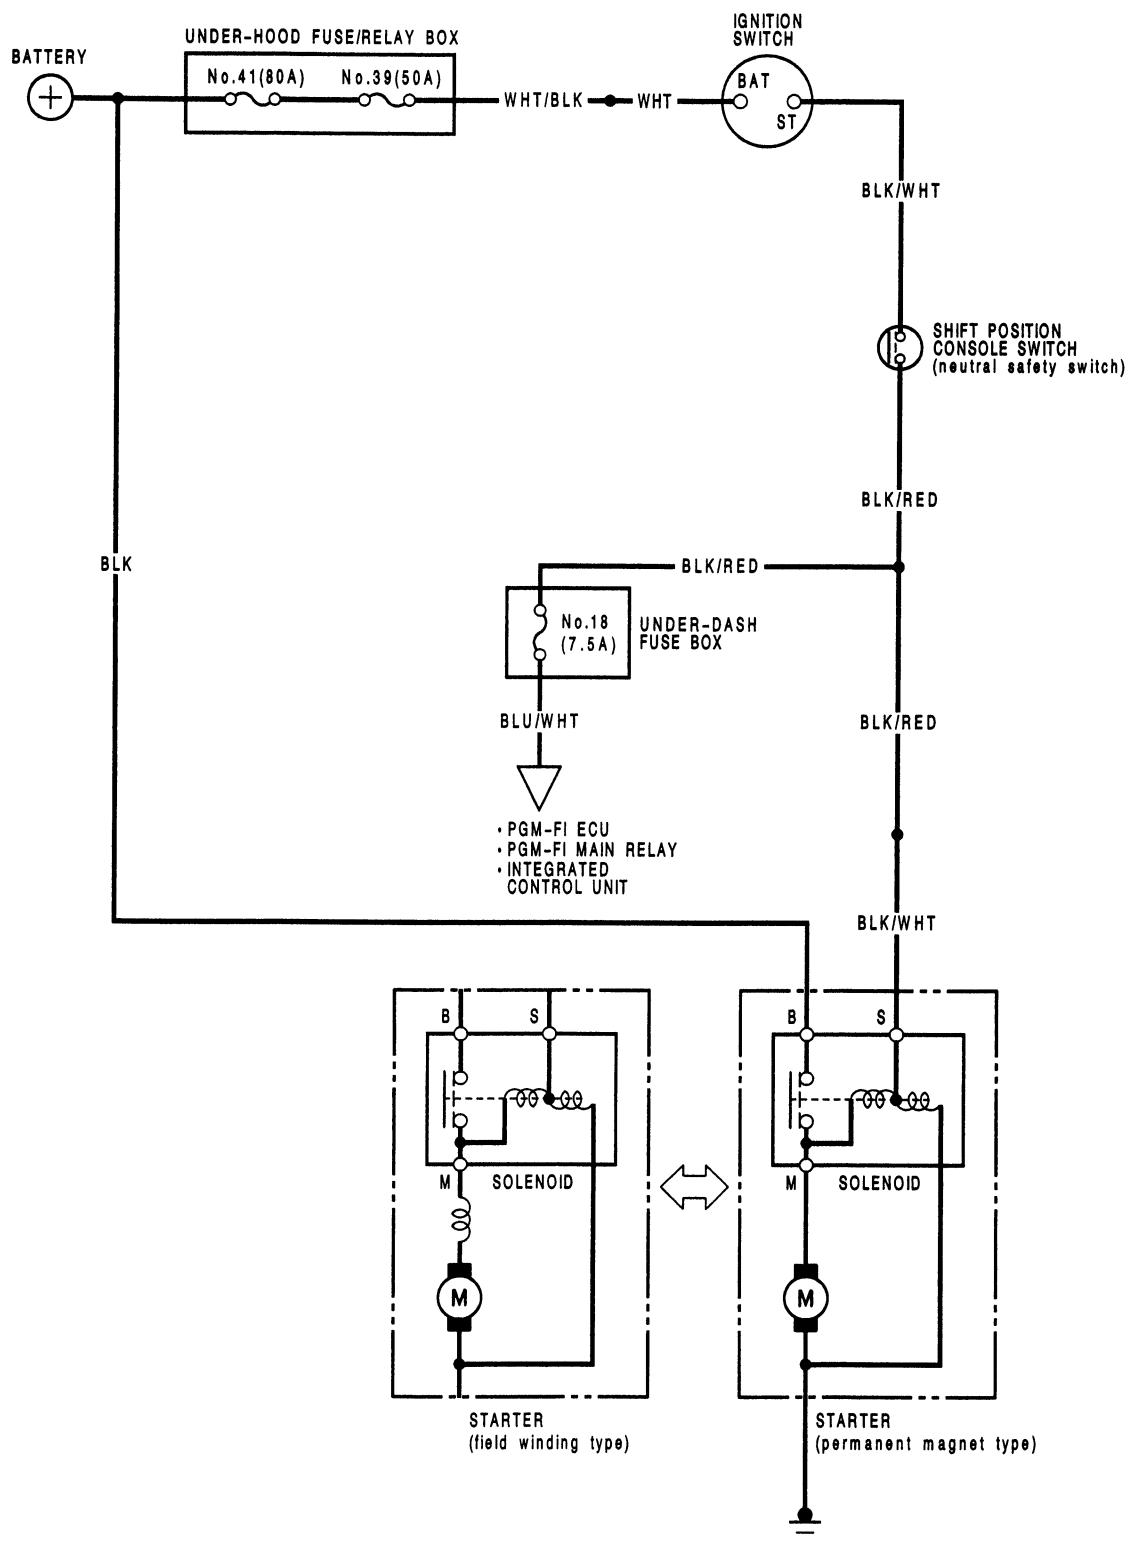 BATTERY
UNDER-HOOD FUSE/RELAY BOX
No.41(80A)
No.39(50A)
WHT/BLK
WHT
IGNITION
SWITCH
BAT
ST
BLK/WHT
SHIFT POSITION
CONSOLE SWITCH
(neutral safety switch)
BLK/RED
BLK
BLK/RED
No.18
(7.5A)
UNDER-DASH
FUSE BOX
BLU/WHT
BLK/RED
• PGM-FI ECU
• PGM-FI MAIN RELAY
• INTEGRATED
CONTROL UNIT
BLK/WHT
B
S
M
SOLENOID
M
STARTER
(field winding type)
B
S
M
SOLENOID
M
STARTER
(permanent magnet type)